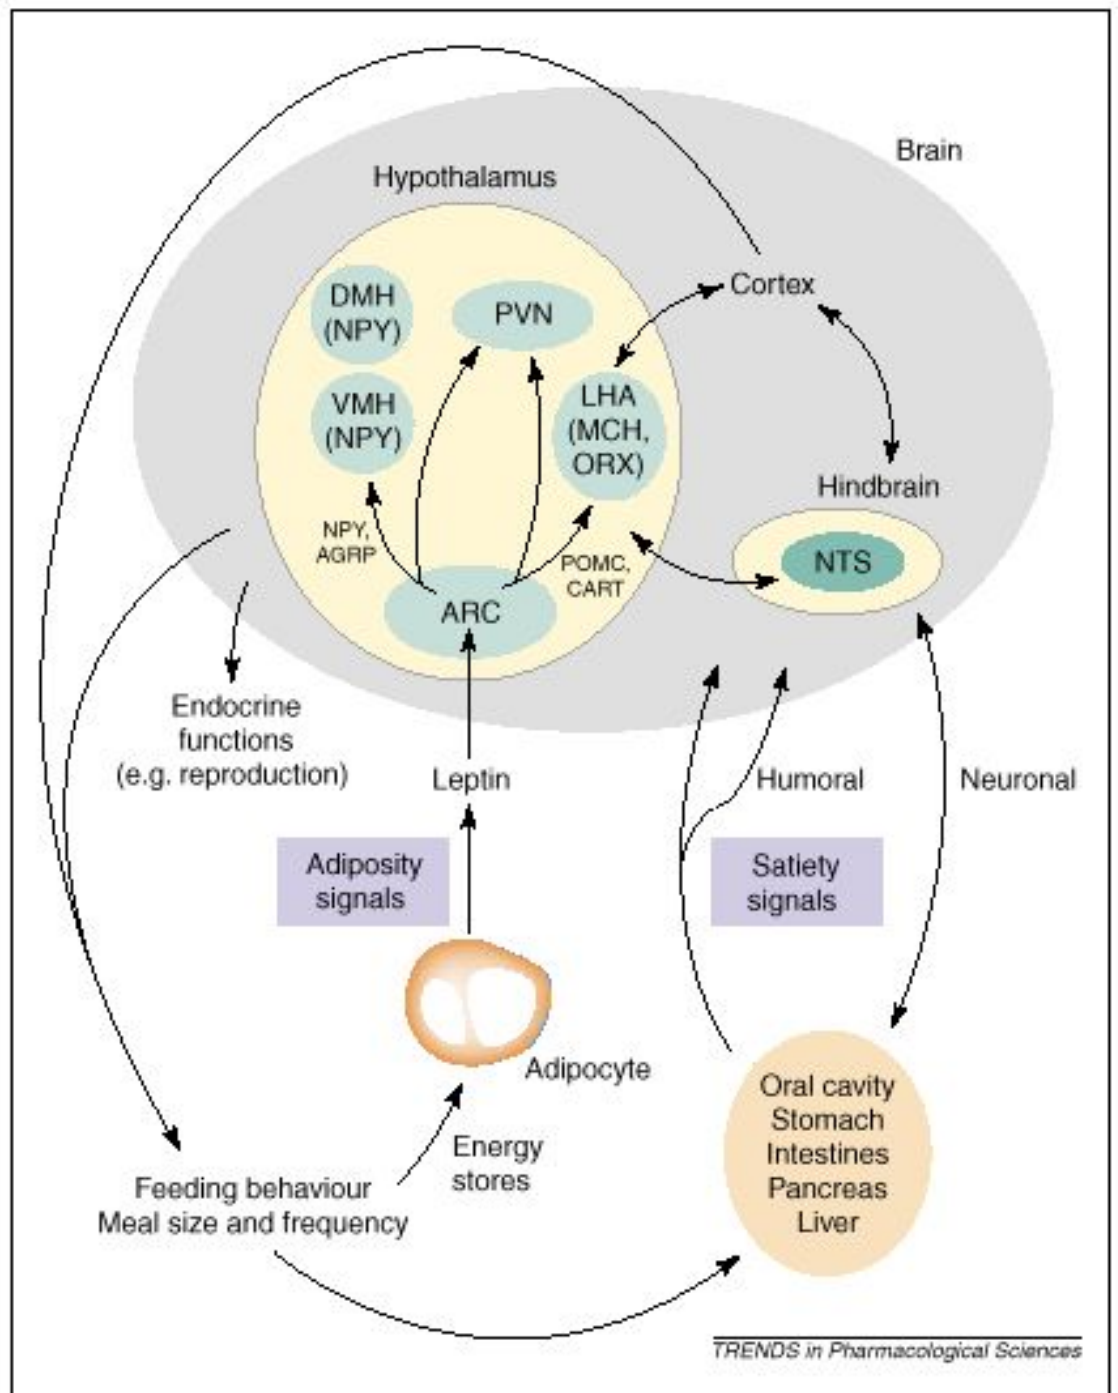 Brain
Hypothalamus
Cortex
DMH
(NPY)
PVN
VMH
(NPY)
LHA
(MCH,
ORX)
Hindbrain
NTS
NPY,
AGRP
POMC,
CART
ARC
Endocrine
functions
(e.g. reproduction)
Leptin
Humoral
Neuronal
Adiposity
signals
Satiety
signals
Adipocyte
Energy
stores
Oral cavity
Stomach
Intestines
Pancreas
Liver
Feeding behaviour
Meal size and frequency
TRENDS in Pharmacological Sciences